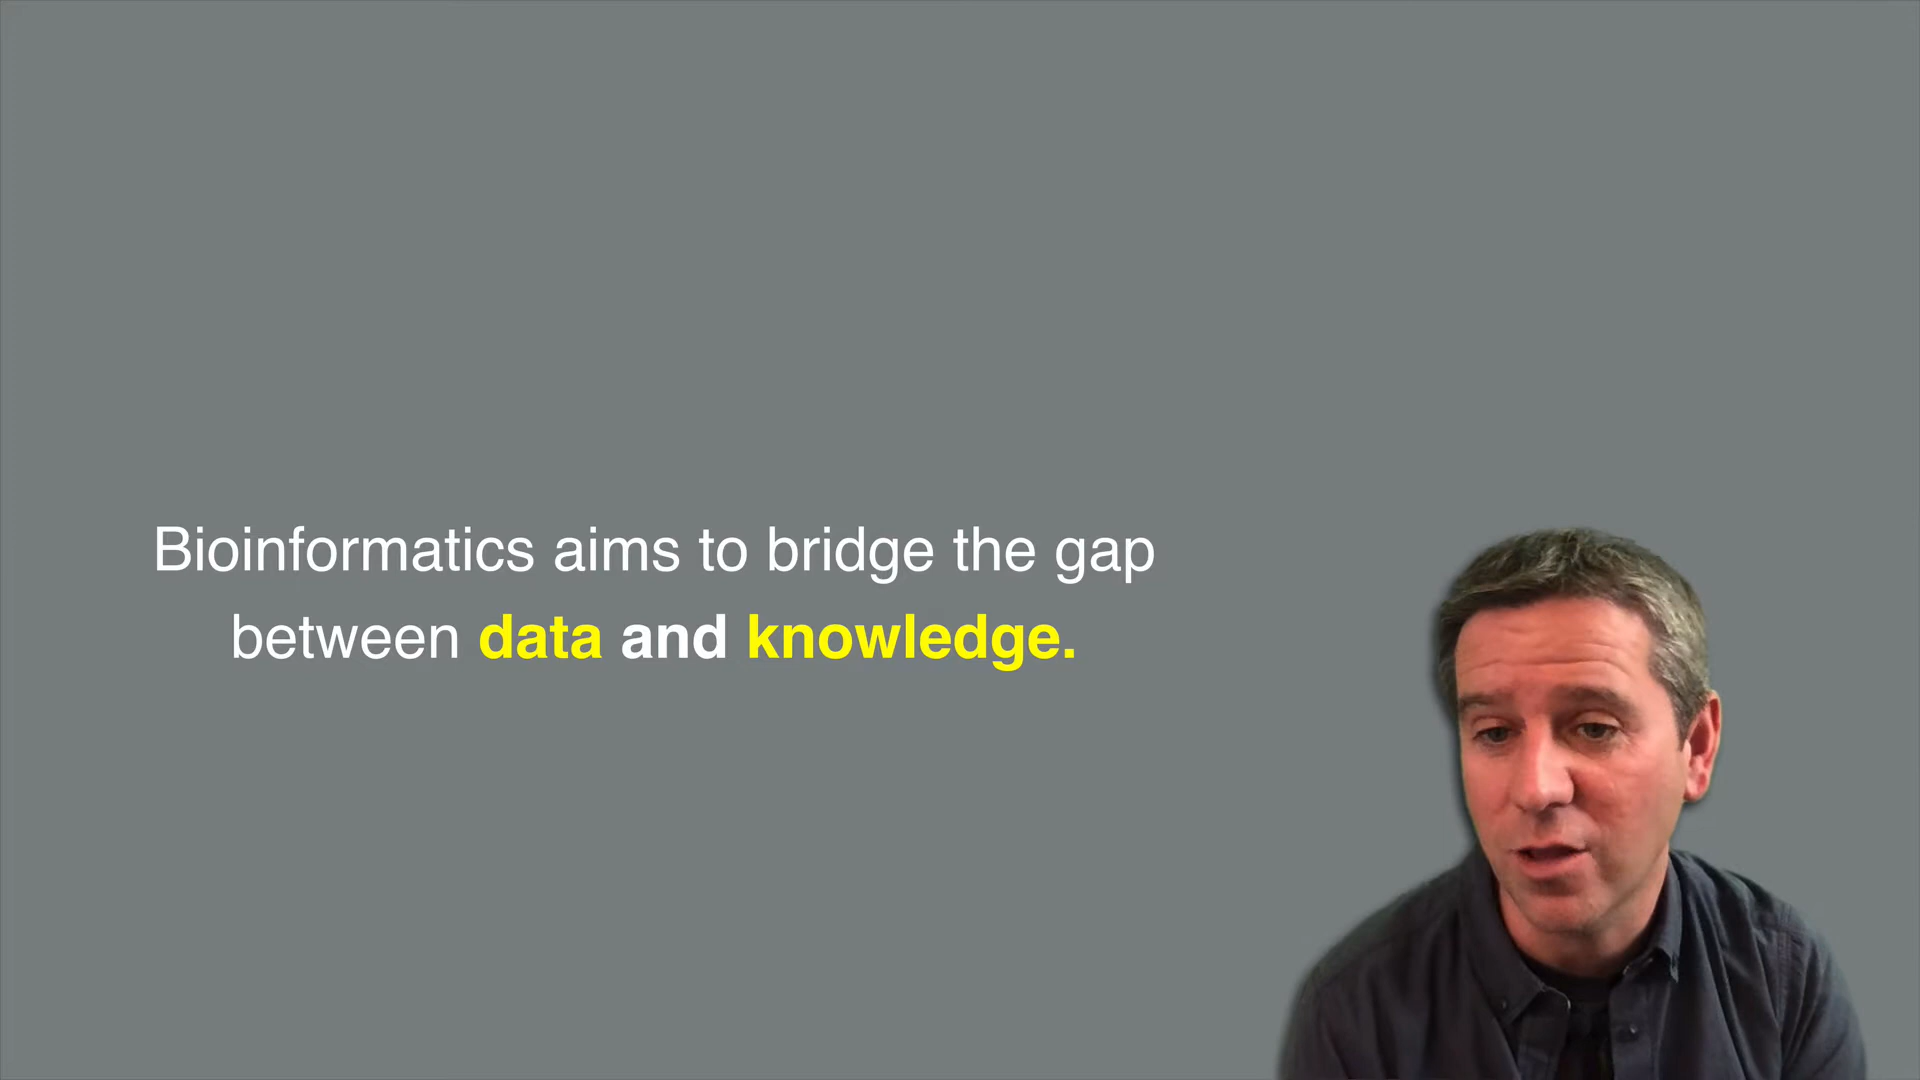 Bioinformatics aims to bridge the gap
between data and knowledge.